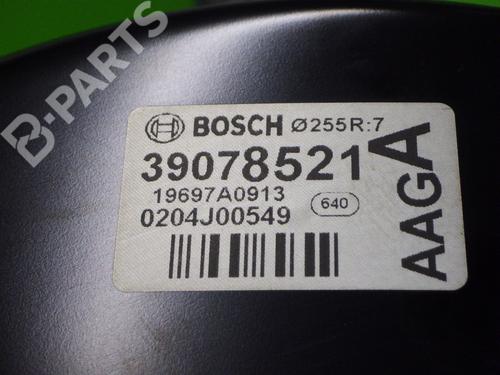 B-PARTS
BOSCH Ø255R:7
39078521
19697A0913
640
0204J00549
AAGA